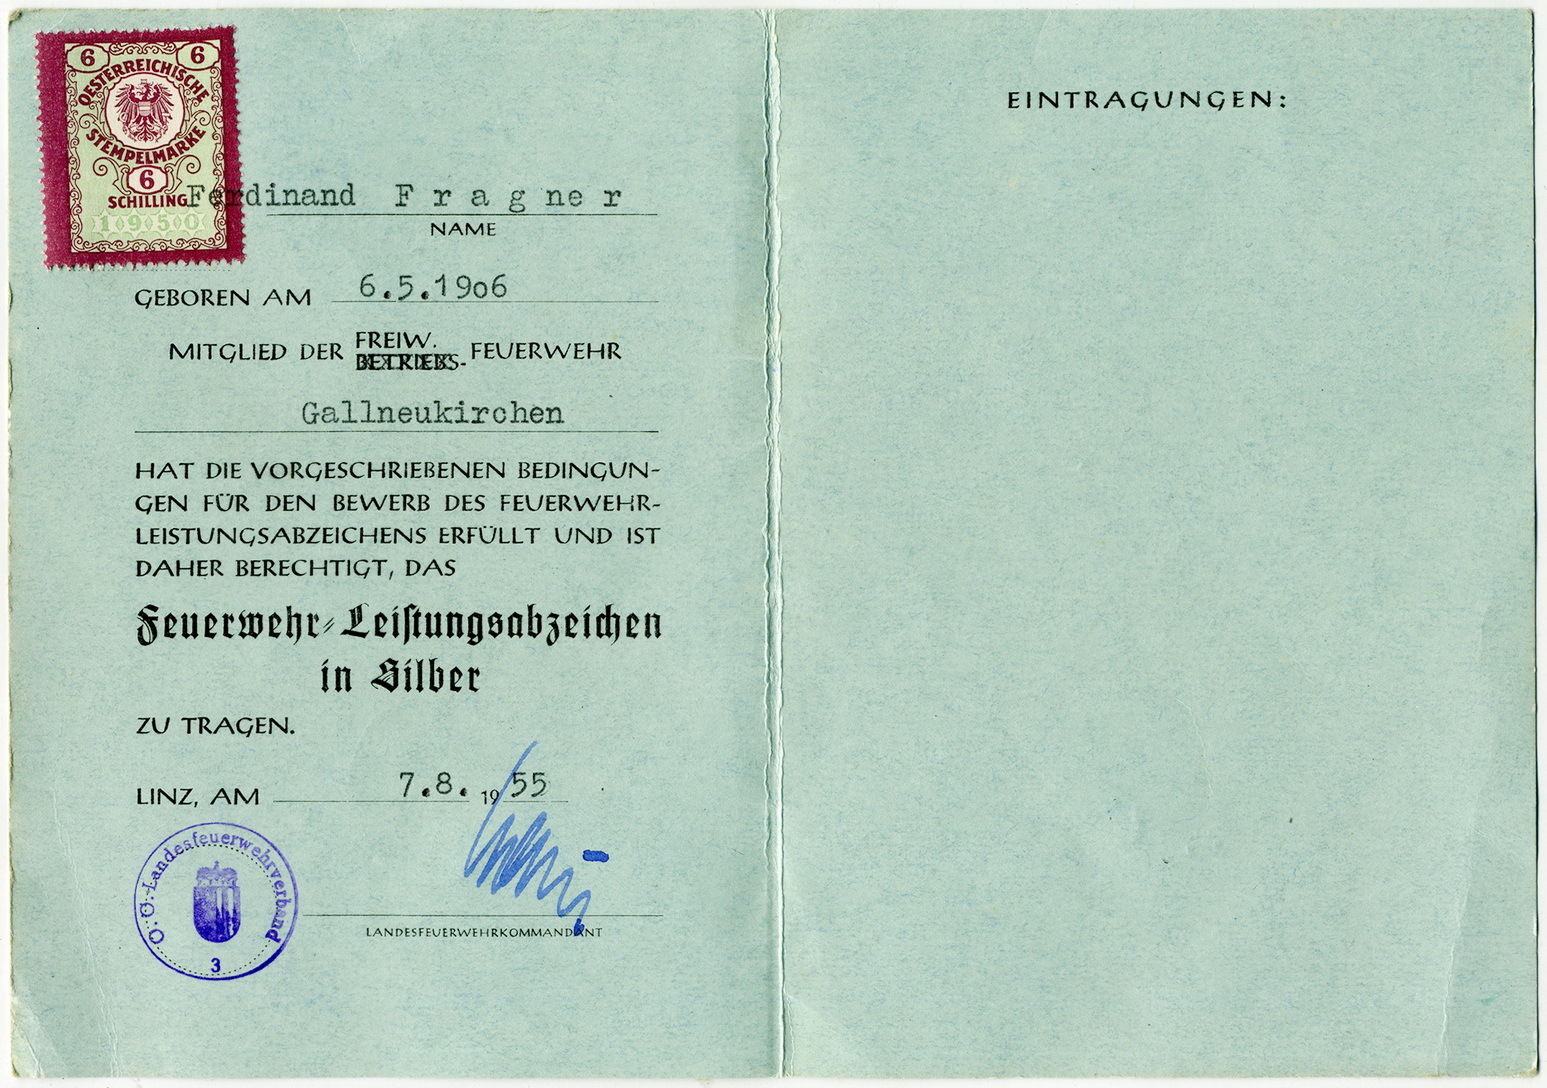 6 6
OESTERREICHISCHE
STEMPELMARKE
6
SCHILLING
1950
Ferdinand Fragner
NAME
GEBOREN AM 6.5.1906
MITGLIED DER FREIW. BETRIEBS- FEUERWEHR
Gallneukirchen
HAT DIE VORGESCHRIEBENEN BEDINGUN-
GEN FÜR DEN BEWERB DES FEUERWEHR-
LEISTUNGSABZEICHENS ERFÜLLT UND IST
DAHER BERECHTIGT, DAS
Feuerwehr-Leistungsabzeichen
in Silber
ZU TRAGEN.
LINZ, AM 7.8. 1955
O.Ö. Landesfeuerwehrverband
3
LANDESFEUERWEHRKOMMANDANT
EINTRAGUNGEN: